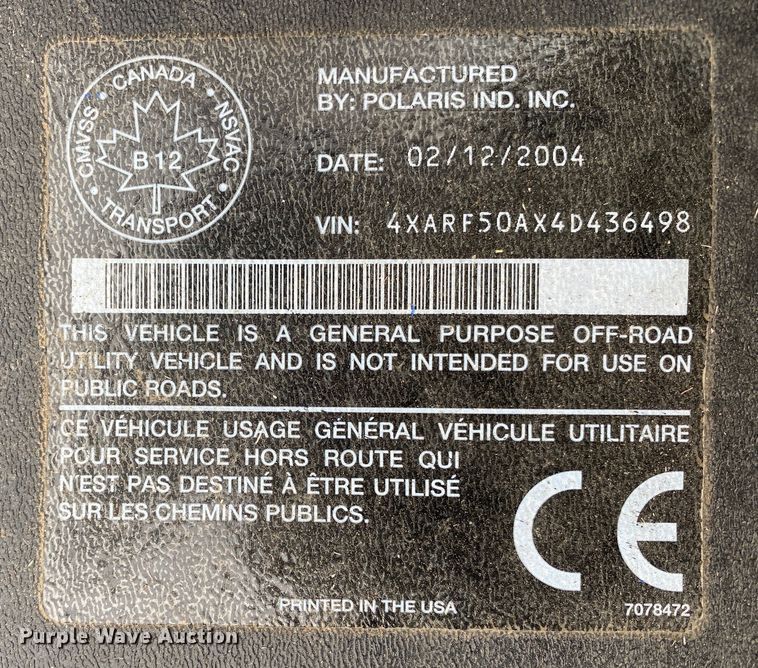 CANADA
CMVSS · NSVAC
B 12
TRANSPORT
MANUFACTURED
BY: POLARIS IND. INC.
DATE: 02/12/2004
VIN: 4XARF50AX4D436498
THIS VEHICLE IS A GENERAL PURPOSE OFF-ROAD
UTILITY VEHICLE AND IS NOT INTENDED FOR USE ON
PUBLIC ROADS.
CE VÉHICULE USAGE GÉNÉRAL VÉHICULE UTILITAIRE
POUR SERVICE HORS ROUTE QUI
N'EST PAS DESTINÉ À ÊTRE UTILISÉ
SUR LES CHEMINS PUBLICS.
CE
PRINTED IN THE USA
7078472
Purple Wave Auction